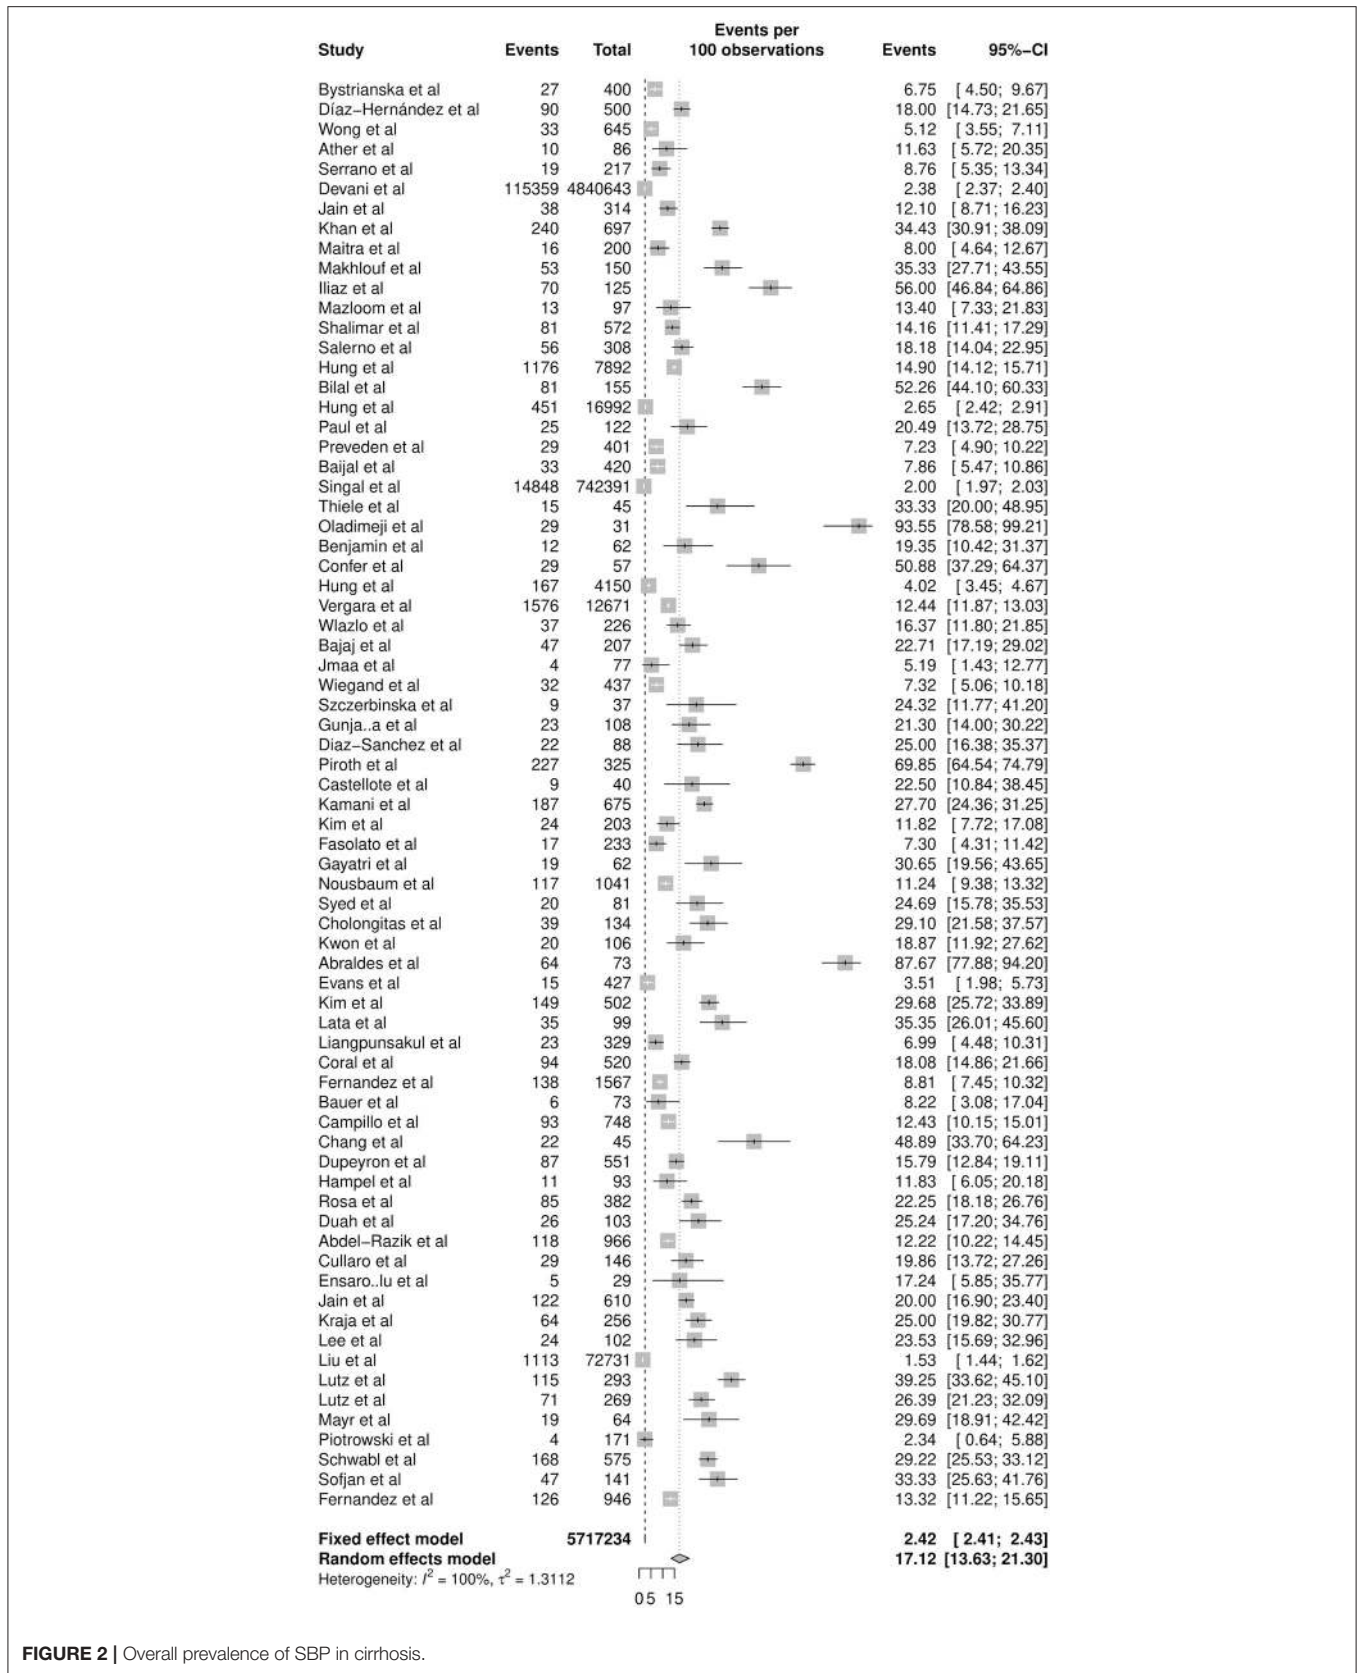 Events per
Study Events Total 100 observations Events 95%−CI
Bystrianska et al 27 400 6.75 [ 4.50; 9.67]
Díaz−Hernández et al 90 500 18.00 [14.73; 21.65]
Wong et al 33 645 5.12 [ 3.55; 7.11]
Ather et al 10 86 11.63 [ 5.72; 20.35]
Serrano et al 19 217 8.76 [ 5.35; 13.34]
Devani et al 115359 4840643 2.38 [ 2.37; 2.40]
Jain et al 38 314 12.10 [ 8.71; 16.23]
Khan et al 240 697 34.43 [30.91; 38.09]
Maitra et al 16 200 8.00 [ 4.64; 12.67]
Makhlouf et al 53 150 35.33 [27.71; 43.55]
Iliaz et al 70 125 56.00 [46.84; 64.86]
Mazloom et al 13 97 13.40 [ 7.33; 21.83]
Shalimar et al 81 572 14.16 [11.41; 17.29]
Salerno et al 56 308 18.18 [14.04; 22.95]
Hung et al 1176 7892 14.90 [14.12; 15.71]
Bilal et al 81 155 52.26 [44.10; 60.33]
Hung et al 451 16992 2.65 [ 2.42; 2.91]
Paul et al 25 122 20.49 [13.72; 28.75]
Preveden et al 29 401 7.23 [ 4.90; 10.22]
Baijal et al 33 420 7.86 [ 5.47; 10.86]
Singal et al 14848 742391 2.00 [ 1.97; 2.03]
Thiele et al 15 45 33.33 [20.00; 48.95]
Oladimeji et al 29 31 93.55 [78.58; 99.21]
Benjamin et al 12 62 19.35 [10.42; 31.37]
Confer et al 29 57 50.88 [37.29; 64.37]
Hung et al 167 4150 4.02 [ 3.45; 4.67]
Vergara et al 1576 12671 12.44 [11.87; 13.03]
Wlazlo et al 37 226 16.37 [11.80; 21.85]
Bajaj et al 47 207 22.71 [17.19; 29.02]
Jmaa et al 4 77 5.19 [ 1.43; 12.77]
Wiegand et al 32 437 7.32 [ 5.06; 10.18]
Szczerbinska et al 9 37 24.32 [11.77; 41.20]
Gunja..a et al 23 108 21.30 [14.00; 30.22]
Diaz−Sanchez et al 22 88 25.00 [16.38; 35.37]
Piroth et al 227 325 69.85 [64.54; 74.79]
Castellote et al 9 40 22.50 [10.84; 38.45]
Kamani et al 187 675 27.70 [24.36; 31.25]
Kim et al 24 203 11.82 [ 7.72; 17.08]
Fasolato et al 17 233 7.30 [ 4.31; 11.42]
Gayatri et al 19 62 30.65 [19.56; 43.65]
Nousbaum et al 117 1041 11.24 [ 9.38; 13.32]
Syed et al 20 81 24.69 [15.78; 35.53]
Cholongitas et al 39 134 29.10 [21.58; 37.57]
Kwon et al 20 106 18.87 [11.92; 27.62]
Abraldes et al 64 73 87.67 [77.88; 94.20]
Evans et al 15 427 3.51 [ 1.98; 5.73]
Kim et al 149 502 29.68 [25.72; 33.89]
Lata et al 35 99 35.35 [26.01; 45.60]
Liangpunsakul et al 23 329 6.99 [ 4.48; 10.31]
Coral et al 94 520 18.08 [14.86; 21.66]
Fernandez et al 138 1567 8.81 [ 7.45; 10.32]
Bauer et al 6 73 8.22 [ 3.08; 17.04]
Campillo et al 93 748 12.43 [10.15; 15.01]
Chang et al 22 45 48.89 [33.70; 64.23]
Dupeyron et al 87 551 15.79 [12.84; 19.11]
Hampel et al 11 93 11.83 [ 6.05; 20.18]
Rosa et al 85 382 22.25 [18.18; 26.76]
Duah et al 26 103 25.24 [17.20; 34.76]
Abdel−Razik et al 118 966 12.22 [10.22; 14.45]
Cullaro et al 29 146 19.86 [13.72; 27.26]
Ensaro..lu et al 5 29 17.24 [ 5.85; 35.77]
Jain et al 122 610 20.00 [16.90; 23.40]
Kraja et al 64 256 25.00 [19.82; 30.77]
Lee et al 24 102 23.53 [15.69; 32.96]
Liu et al 1113 72731 1.53 [ 1.44; 1.62]
Lutz et al 115 293 39.25 [33.62; 45.10]
Lutz et al 71 269 26.39 [21.23; 32.09]
Mayr et al 19 64 29.69 [18.91; 42.42]
Piotrowski et al 4 171 2.34 [ 0.64; 5.88]
Schwabl et al 168 575 29.22 [25.53; 33.12]
Sofjan et al 47 141 33.33 [25.63; 41.76]
Fernandez et al 126 946 13.32 [11.22; 15.65]
Fixed effect model 5717234 2.42 [ 2.41; 2.43]
Random effects model 17.12 [13.63; 21.30]
Heterogeneity: I² = 100%, τ² = 1.3112
0 5 15
FIGURE 2 | Overall prevalence of SBP in cirrhosis.